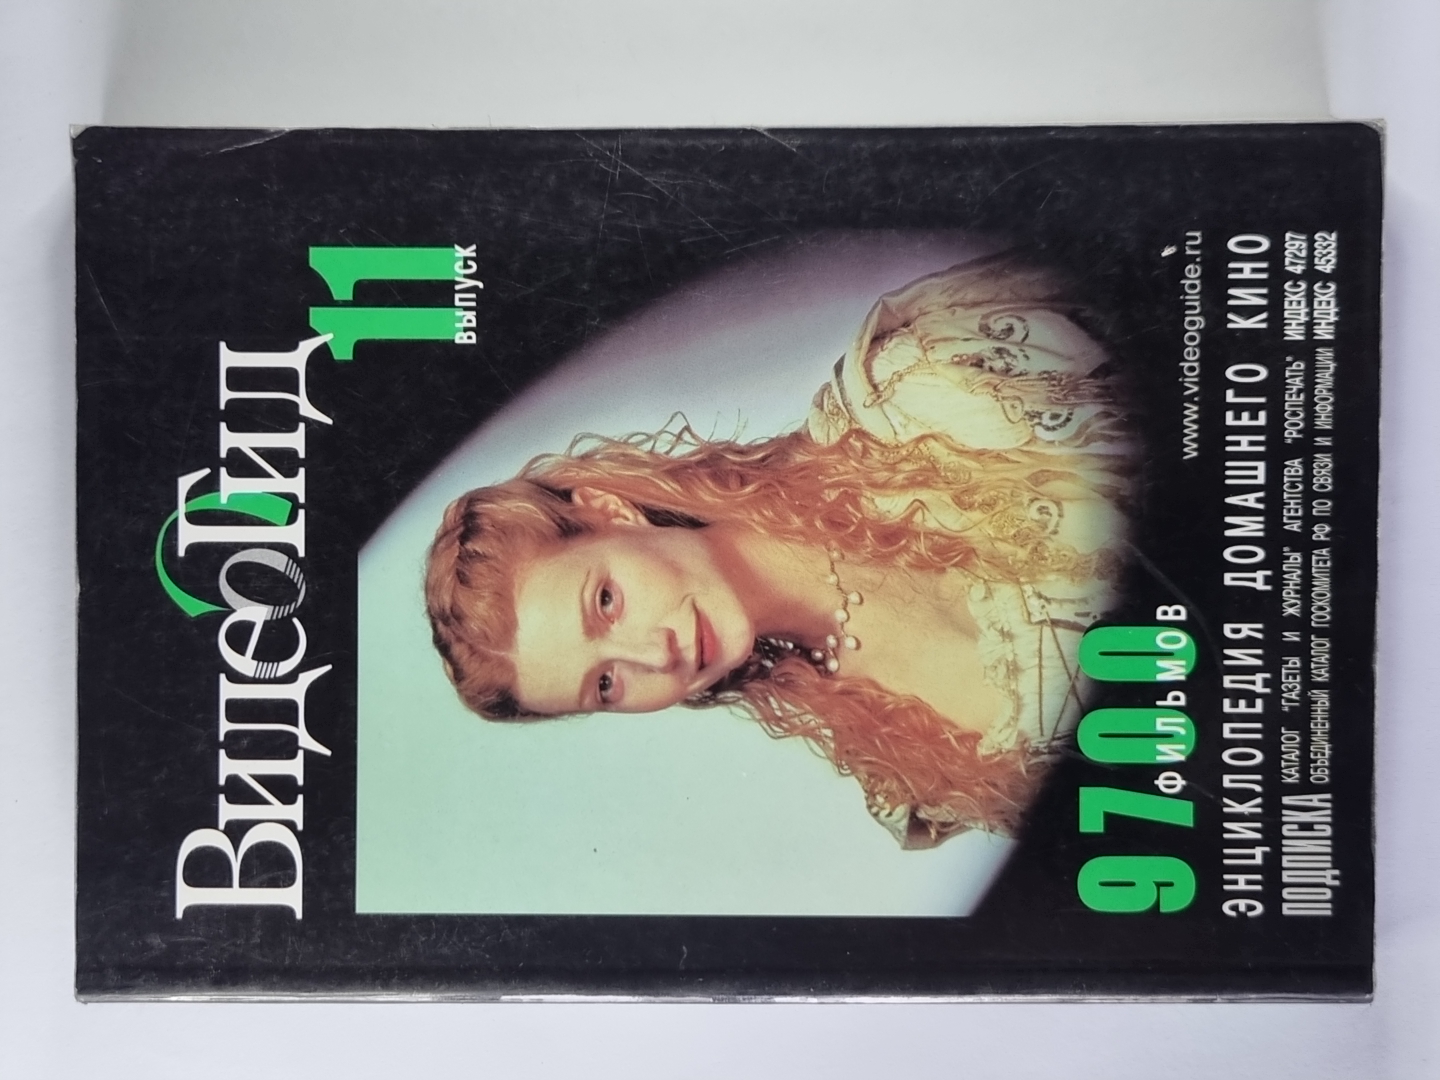 ВидеоГид
11
выпуск
www.videoguide.ru
9700
фильмов
ЭНЦИКЛОПЕДИЯ ДОМАШНЕГО КИНО
ПОДПИСКА КАТАЛОГ "ГАЗЕТЫ И ЖУРНАЛЫ" АГЕНТСТВА "РОСПЕЧАТЬ" ИНДЕКС 47297
ОБЪЕДИНЕННЫЙ КАТАЛОГ ГОСКОМИТЕТА РФ ПО СВЯЗИ И ИНФОРМАЦИИ ИНДЕКС 45332